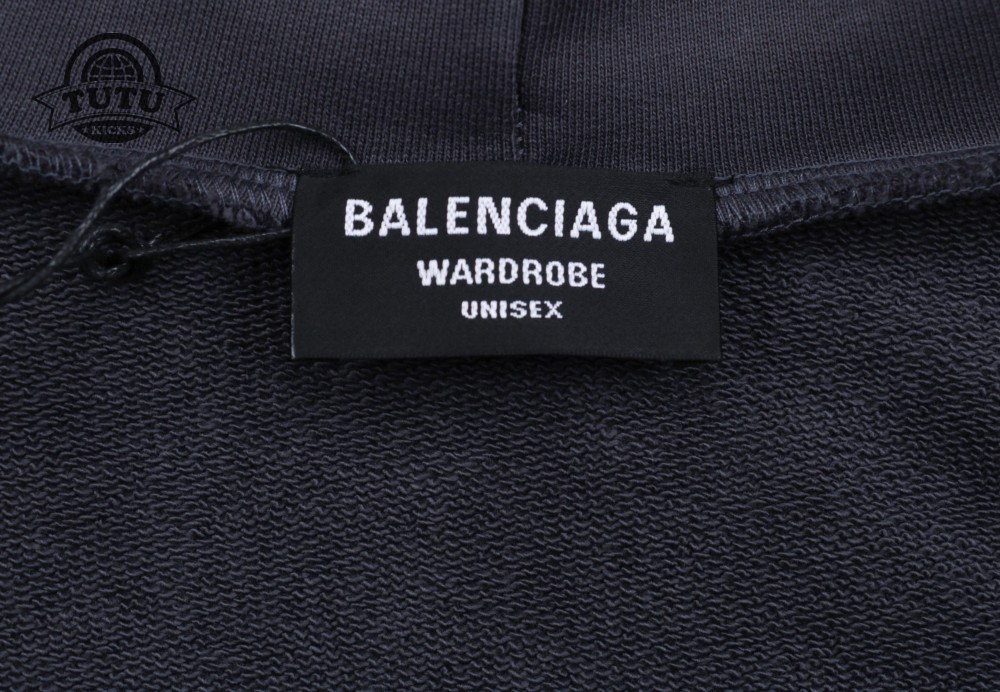 TUTU
KICKS
BALENCIAGA
WARDROBE
UNISEX